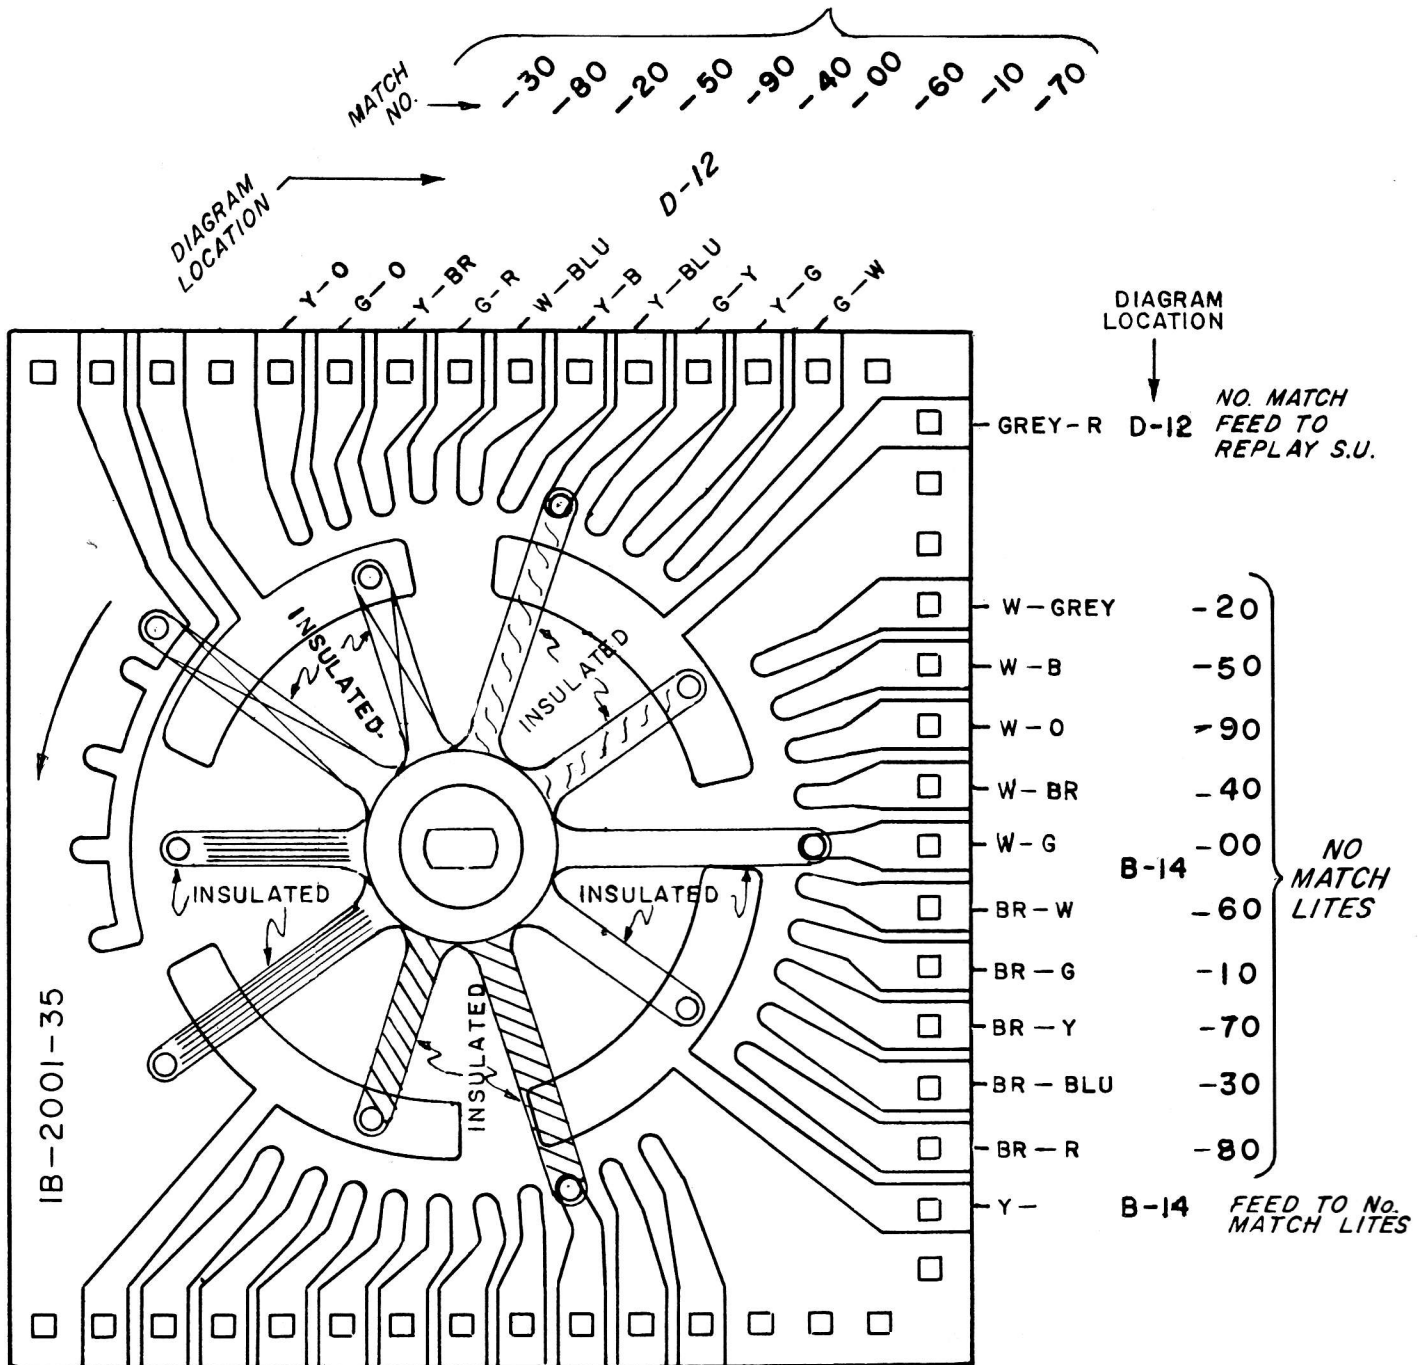 MATCH NO.
-30
-80
-20
-50
-90
-40
-00
-60
-10
-70
DIAGRAM LOCATION
D-12
Y-O
G-O
Y-BR
G-R
W-BLU
Y-B
Y-BLU
G-Y
Y-G
G-W
DIAGRAM
LOCATION
GREY-R D-12
NO. MATCH
FEED TO
REPLAY S.U.
W-GREY -20
W-B -50
W-O -90
W-BR -40
W-G -00
B-14
BR-W -60
BR-G -10
BR-Y -70
BR-BLU -30
BR-R -80
NO
MATCH
LITES
Y- B-14
FEED TO No.
MATCH LITES
INSULATED.
INSULATED
INSULATED
INSULATED
INSULATED
1B-2001-35